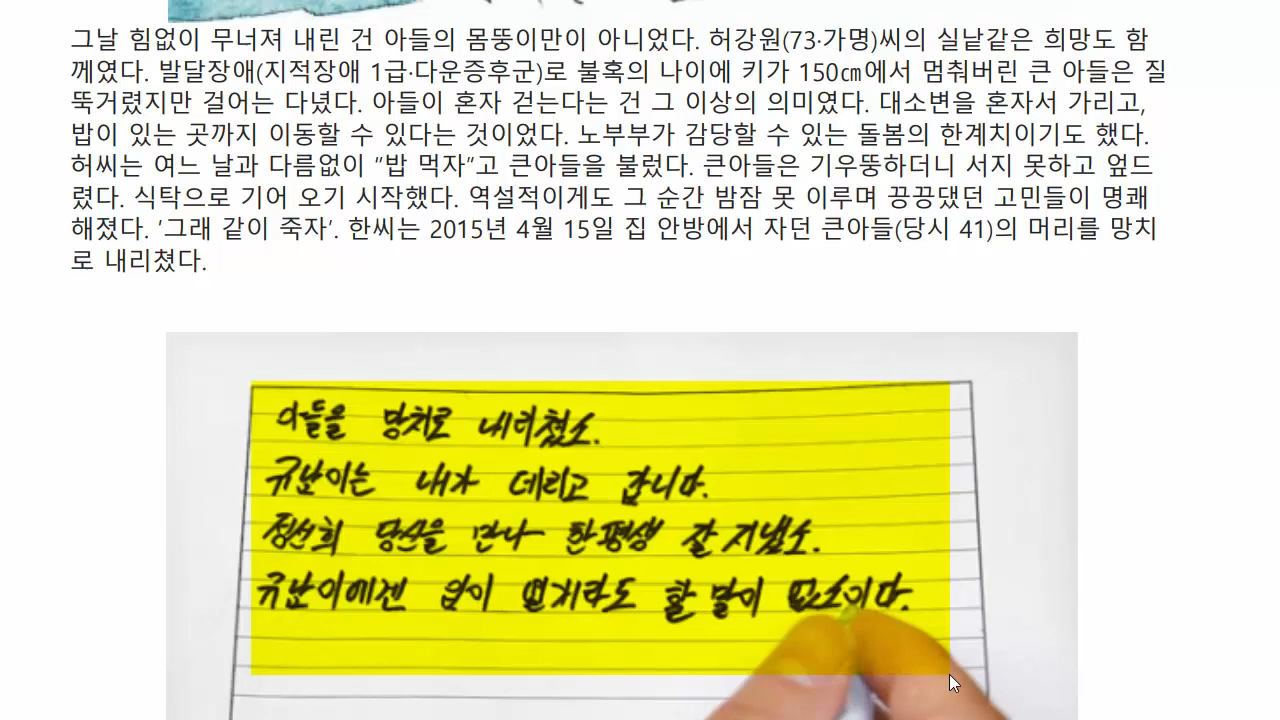 그날 힘없이 무너져 내린 건 아들의 몸뚱이만이 아니었다. 허강원(73·가명)씨의 실낱같은 희망도 함
께였다. 발달장애(지적장애 1급·다운증후군)로 불혹의 나이에 키가 150㎝에서 멈춰버린 큰 아들은 질
뚝거렸지만 걸어는 다녔다. 아들이 혼자 걷는다는 건 그 이상의 의미였다. 대소변을 혼자서 가리고,
밥이 있는 곳까지 이동할 수 있다는 것이었다. 노부부가 감당할 수 있는 돌봄의 한계치이기도 했다.
허씨는 여느 날과 다름없이 “밥 먹자”고 큰아들을 불렀다. 큰아들은 기우뚱하더니 서지 못하고 엎드
렸다. 식탁으로 기어 오기 시작했다. 역설적이게도 그 순간 밤잠 못 이루며 끙끙댔던 고민들이 명쾌
해졌다. ‘그래 같이 죽자’. 한씨는 2015년 4월 15일 집 안방에서 자던 큰아들(당시 41)의 머리를 망치
로 내리쳤다.
아들을 망치로 내려쳤소.
규난이는 내가 데리고 갑니다.
정선희 당신을 만나 한평생 잘 지냈소.
규난이에겐 입이 열개라도 할 말이 없소이다.